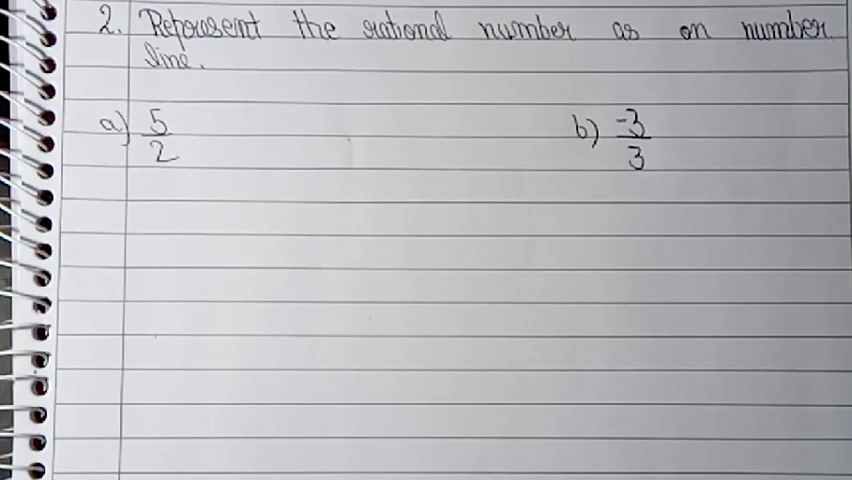 2. Represent the rational number as on number
line.
a) 5/2 b) -3/3